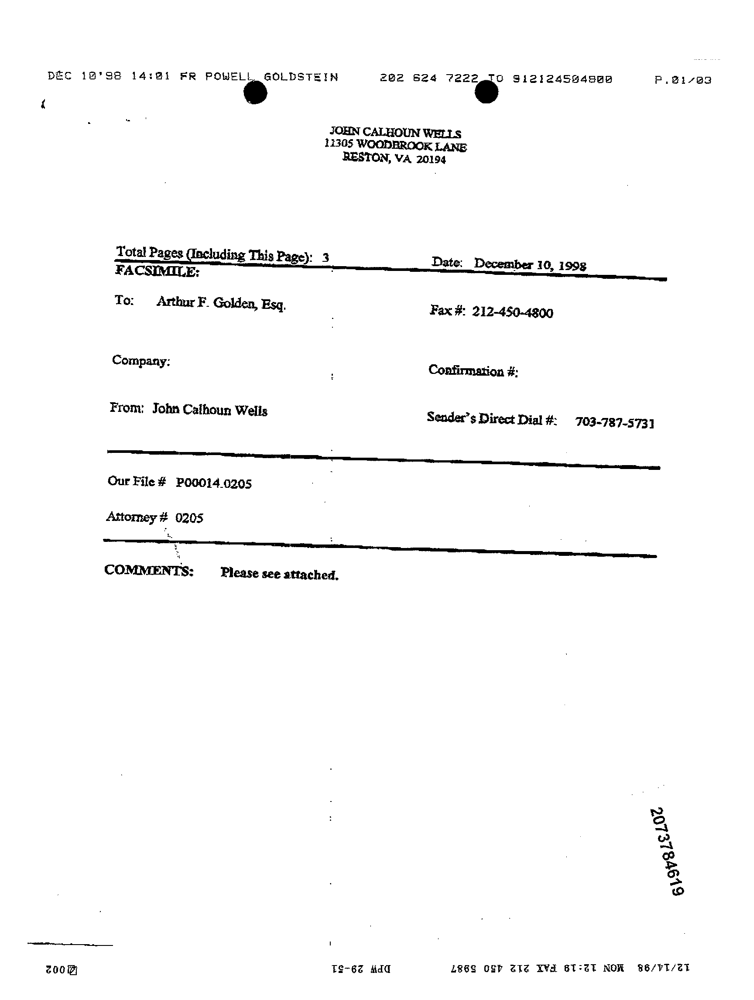 DEC 10'98 14:01 FR POWELL GOLDSTEIN 202 624 7222 TO 912124504800 P.01/03
JOHN CALHOUN WELLS
11305 WOODBROOK LANE
RESTON, VA 20194
Total Pages (Including This Page): 3 Date: December 10, 1998
FACSIMILE:
To: Arthur F. Golden, Esq. Fax #: 212-450-4800
Company: Confirmation #:
From: John Calhoun Wells Sender's Direct Dial #: 703-787-5731
Our File # P00014.0205
Attorney # 0205
COMMENTS: Please see attached.
2073784619
12/14/98 MON 12:19 FAX 212 450 5987 DPW 29-51 002